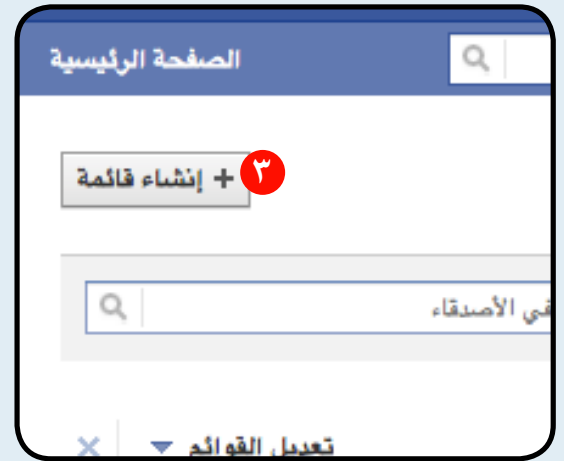 الصفحة الرئيسية
+ إنشاء قائمة
٣
في الأصدقاء
تعديل القوائم